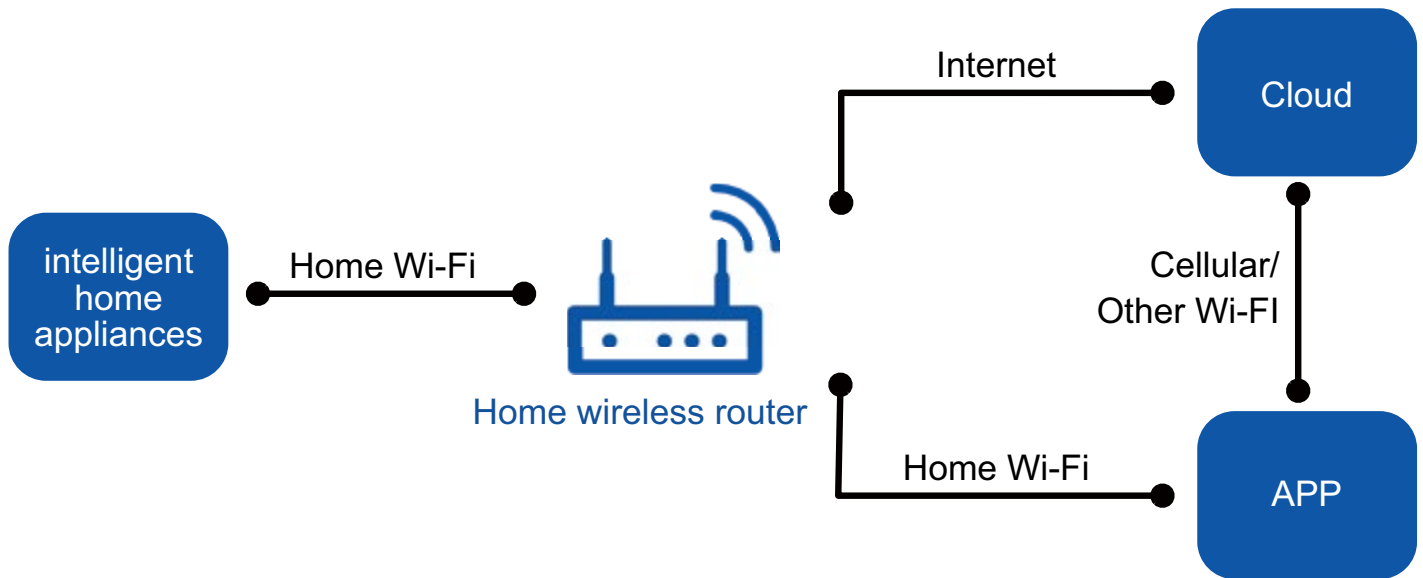 Internet
Cloud
intelligent
home
appliances
Home Wi-Fi
Cellular/
Other Wi-FI
Home wireless router
Home Wi-Fi
APP